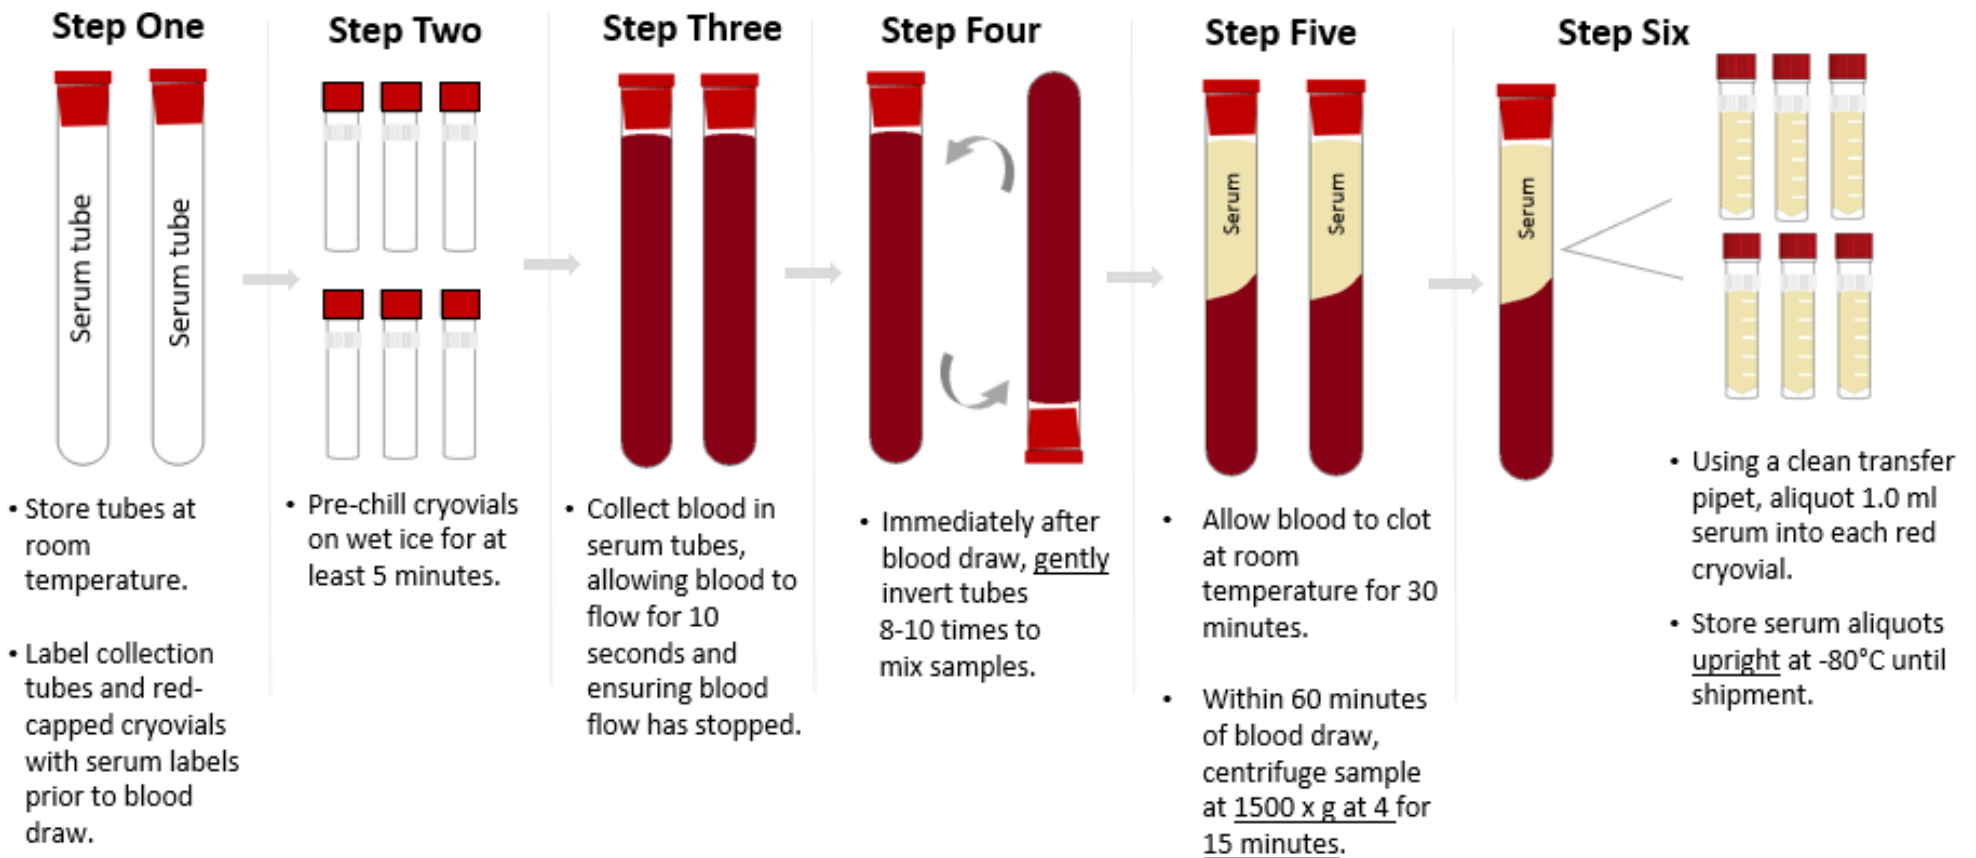 Step One
Serum tube
Serum tube
• Store tubes at
room
temperature.
• Label collection
tubes and red-
capped cryovials
with serum labels
prior to blood
draw.
Step Two
• Pre-chill cryovials
on wet ice for at
least 5 minutes.
Step Three
• Collect blood in
serum tubes,
allowing blood to
flow for 10
seconds and
ensuring blood
flow has stopped.
Step Four
• Immediately after
blood draw, gently
invert tubes
8-10 times to
mix samples.
Step Five
Serum
Serum
• Allow blood to clot
at room
temperature for 30
minutes.
• Within 60 minutes
of blood draw,
centrifuge sample
at 1500 x g at 4 for
15 minutes.
Step Six
Serum
• Using a clean transfer
pipet, aliquot 1.0 ml
serum into each red
cryovial.
• Store serum aliquots
upright at -80°C until
shipment.